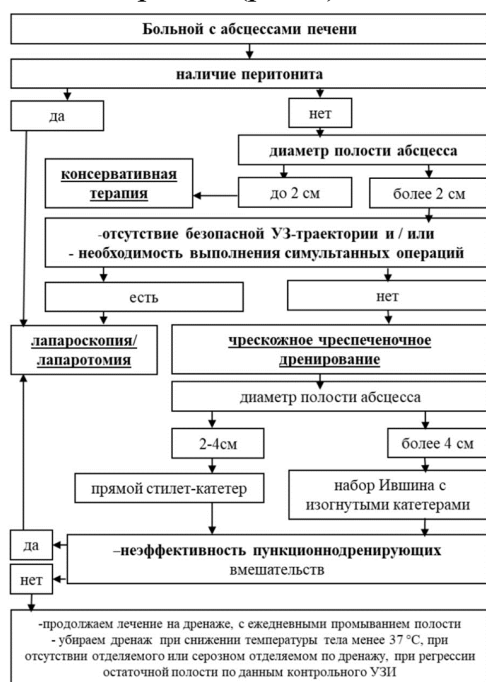 Больной с абсцессами печени
наличие перитонита
да
нет
диаметр полости абсцесса
консервативная
терапия
до 2 см
более 2 см
-отсутствие безопасной УЗ-траектории и / или
- необходимость выполнения симультанных операций
есть
нет
лапароскопия/
лапаротомия
чрескожное чреспеченочное
дренирование
диаметр полости абсцесса
2-4см
более 4 см
прямой стилет-катетер
набор Ившина с
изогнутыми катетерами
да
–неэффективность пункционнодренирующих
вмешательств
нет
-продолжаем лечение на дренаже, с ежедневными промыванием полости
- убираем дренаж при снижении температуры тела менее 37 °С, при
отсутствии отделяемого или серозном отделяемом по дренажу, при регрессии
остаточной полости по данным контрольного УЗИ